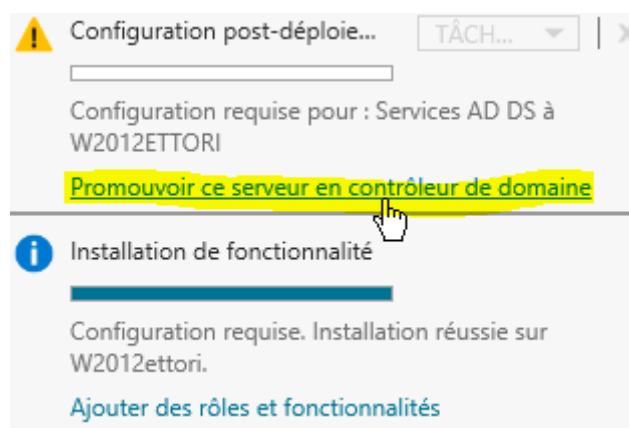 Configuration post-déploie...
TÂCH...
Configuration requise pour : Services AD DS à
W2012ETTORI
Promouvoir ce serveur en contrôleur de domaine
Installation de fonctionnalité
Configuration requise. Installation réussie sur
W2012ettori.
Ajouter des rôles et fonctionnalités